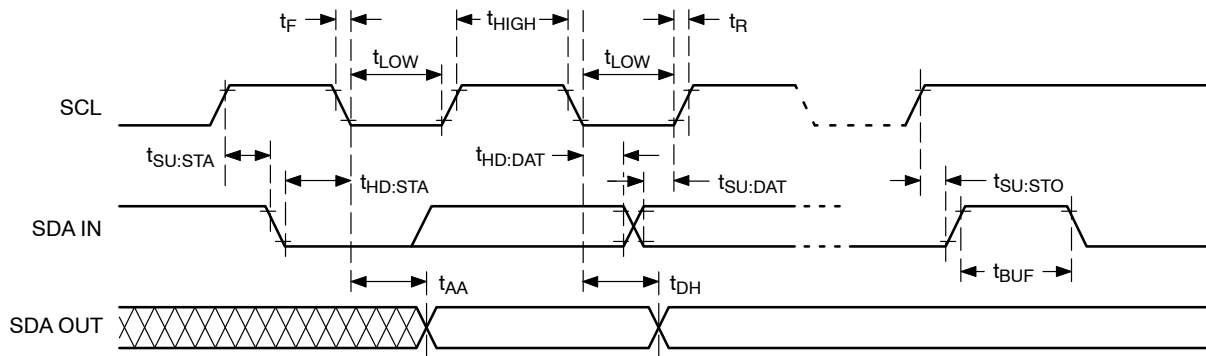 tF
tHIGH
tR
tLOW
tLOW
SCL
tSU:STA
tHD:STA
tHD:DAT
tSU:DAT
tSU:STO
SDA IN
tAA
tDH
tBUF
SDA OUT